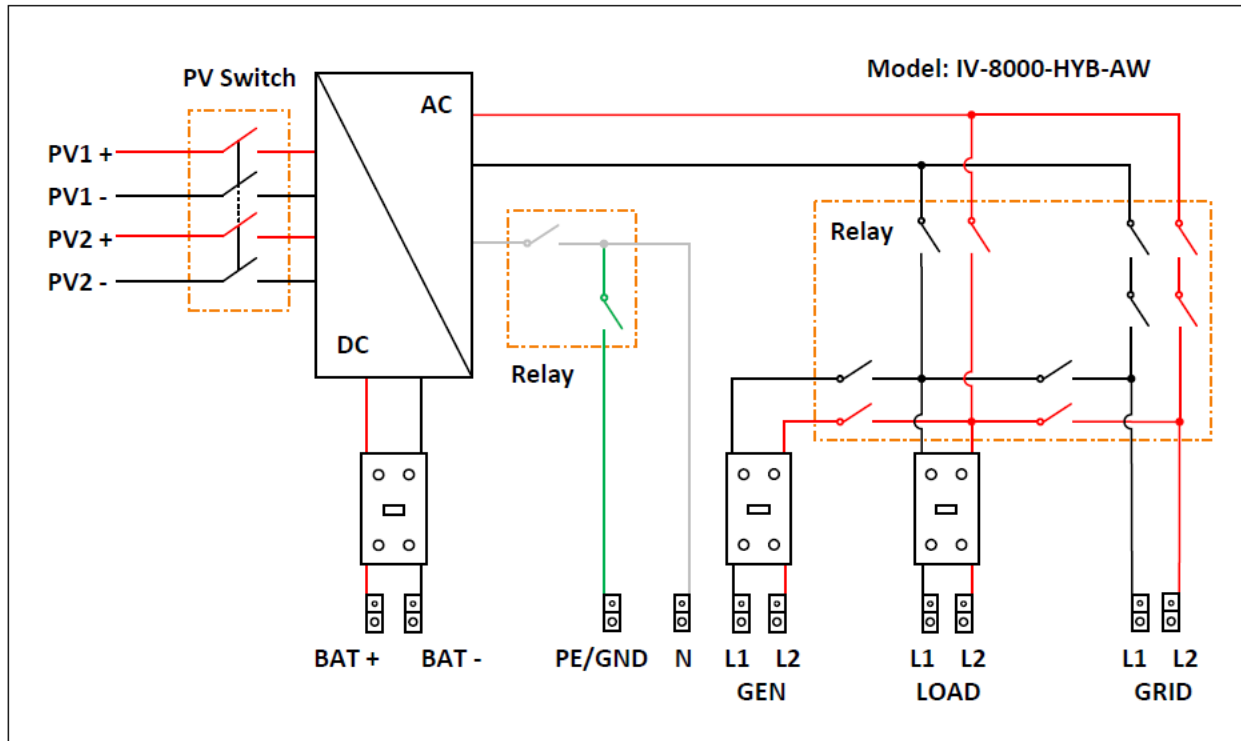 PV Switch
Model: IV-8000-HYB-AW
AC
PV1 +
PV1 -
PV2 +
PV2 -
Relay
DC
Relay
BAT + BAT - PE/GND N L1 L2 L1 L2 L1 L2
GEN LOAD GRID